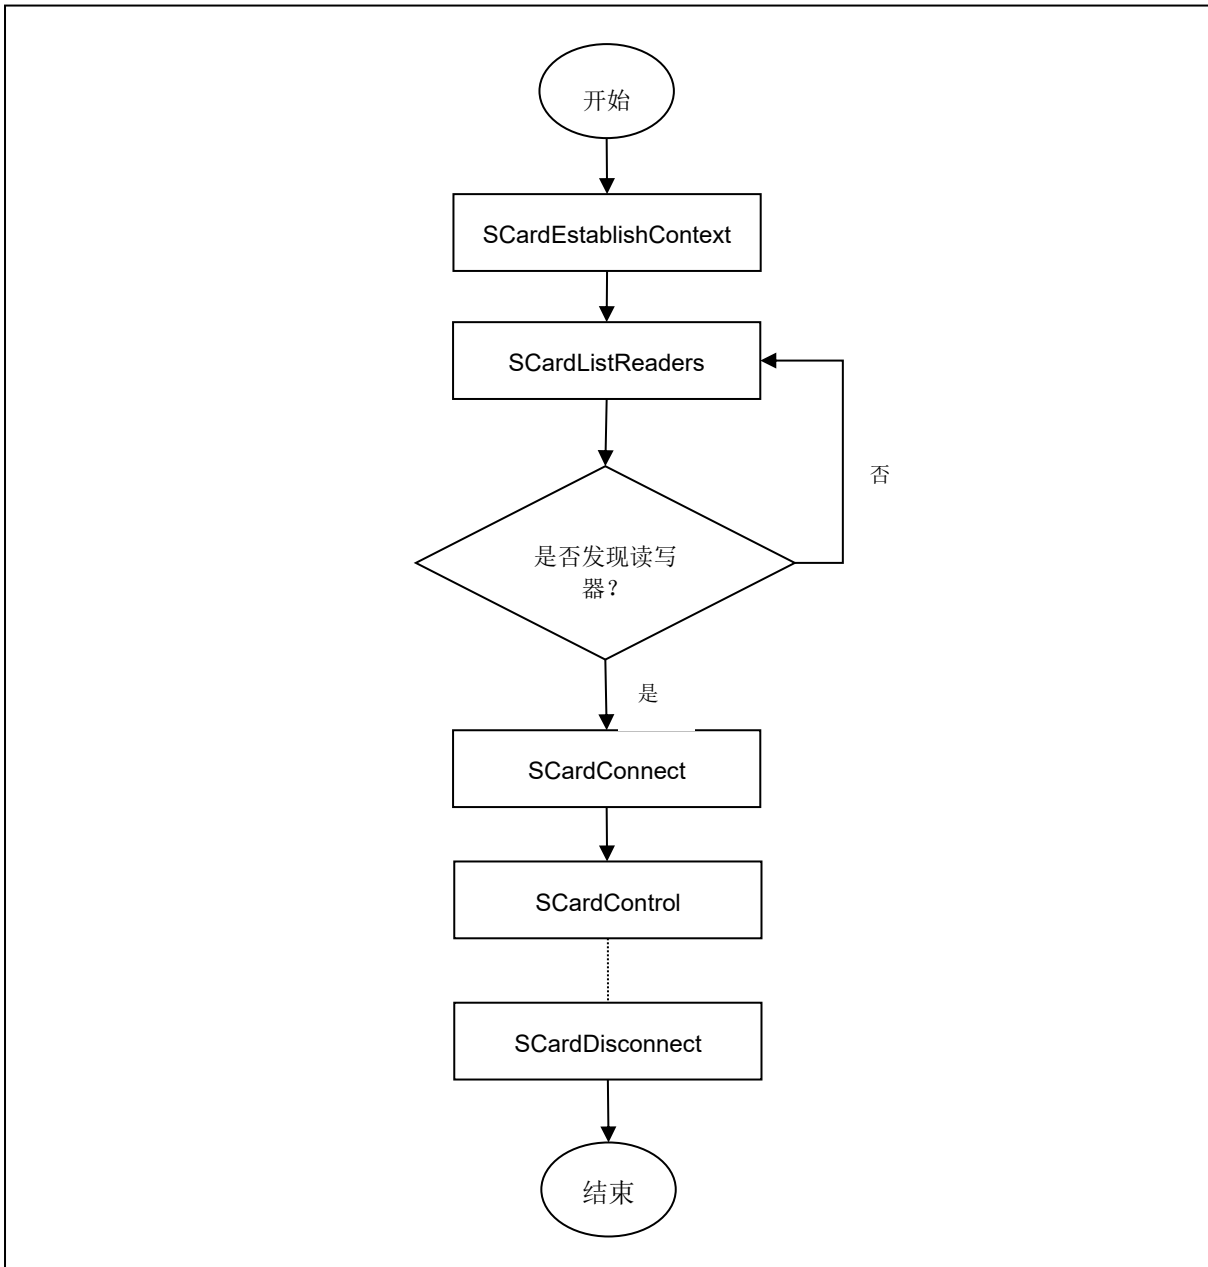 开始
SCardEstablishContext
SCardListReaders
否
是否发现读写
器？
是
SCardConnect
SCardControl
SCardDisconnect
结束